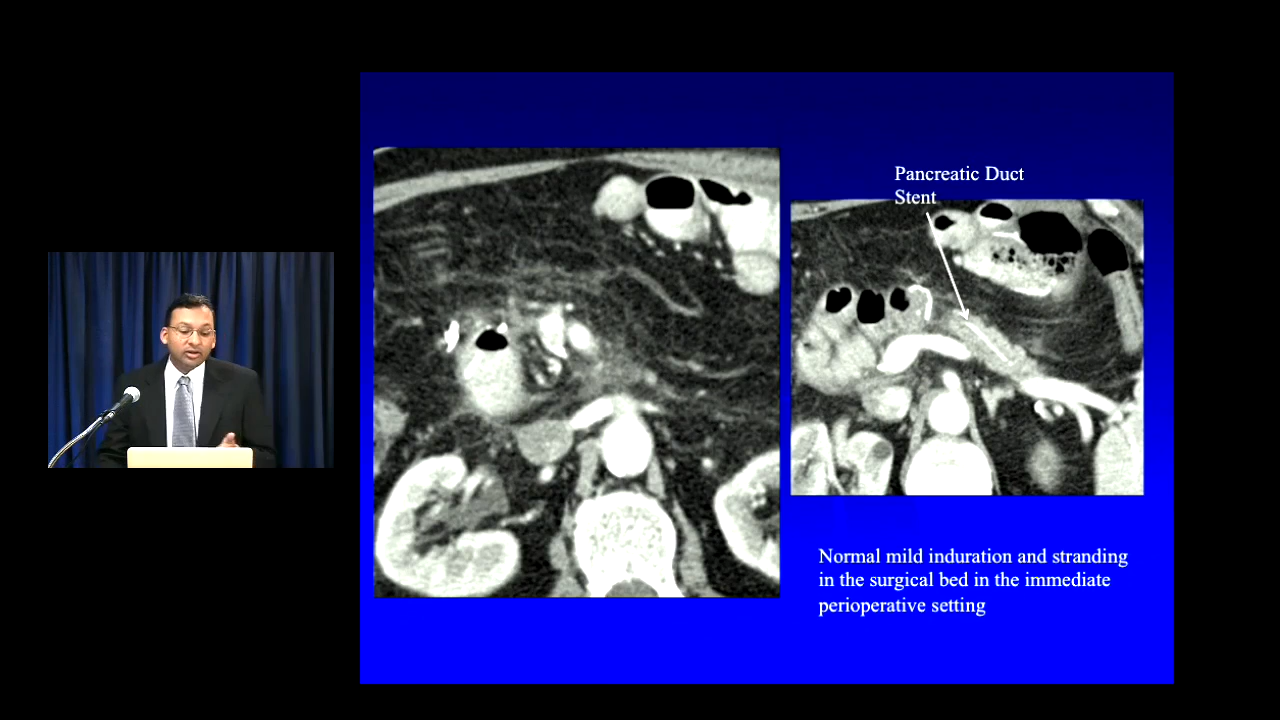 Pancreatic Duct
Stent
Normal mild induration and stranding
in the surgical bed in the immediate
perioperative setting